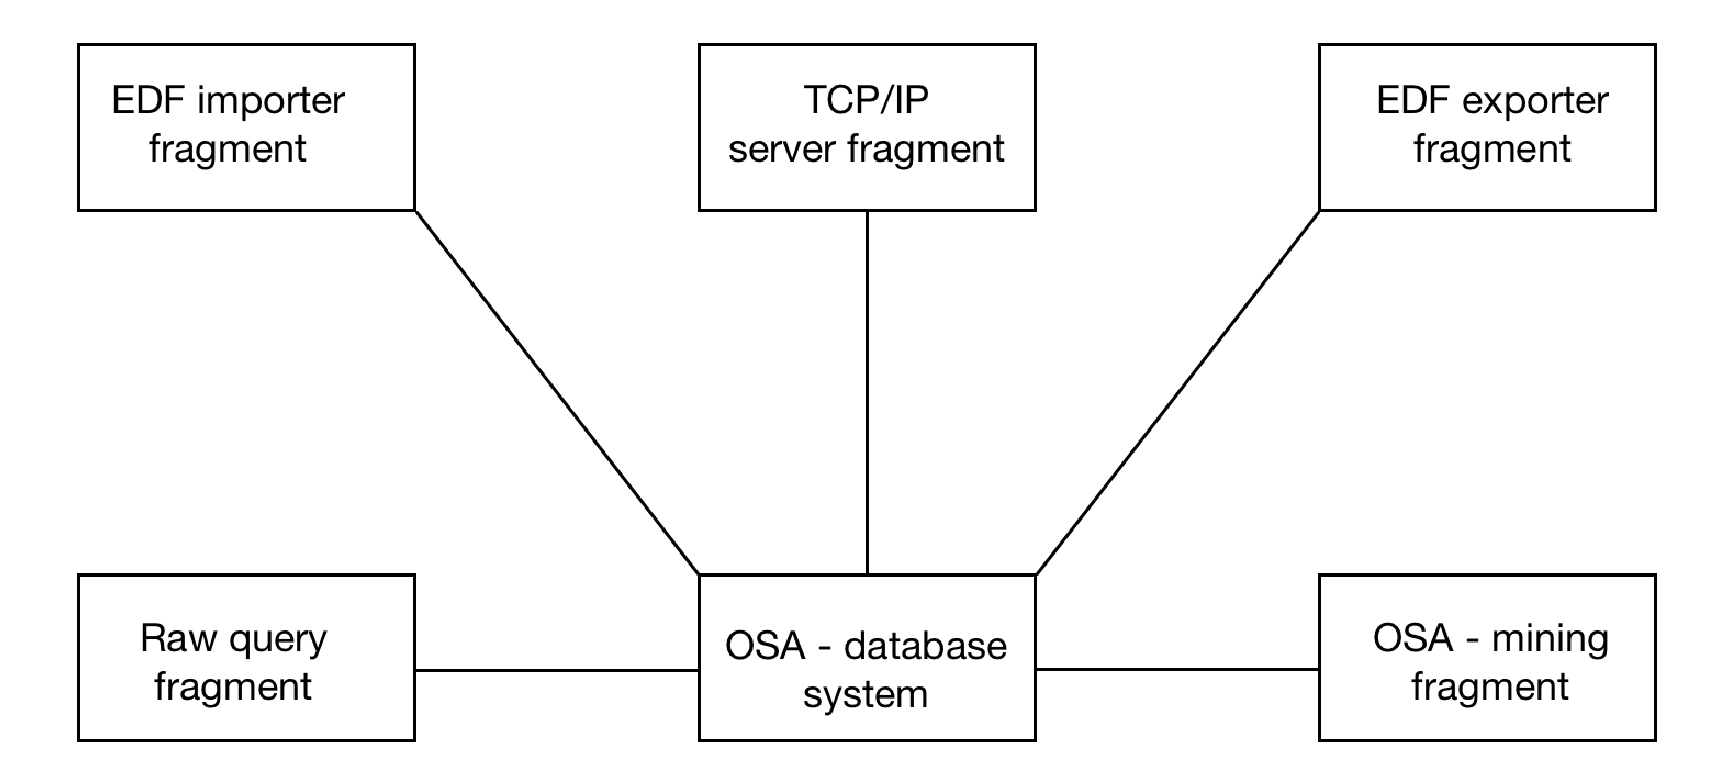 EDF importer
fragment
TCP/IP
server fragment
EDF exporter
fragment
Raw query
fragment
OSA - database
system
OSA - mining
fragment